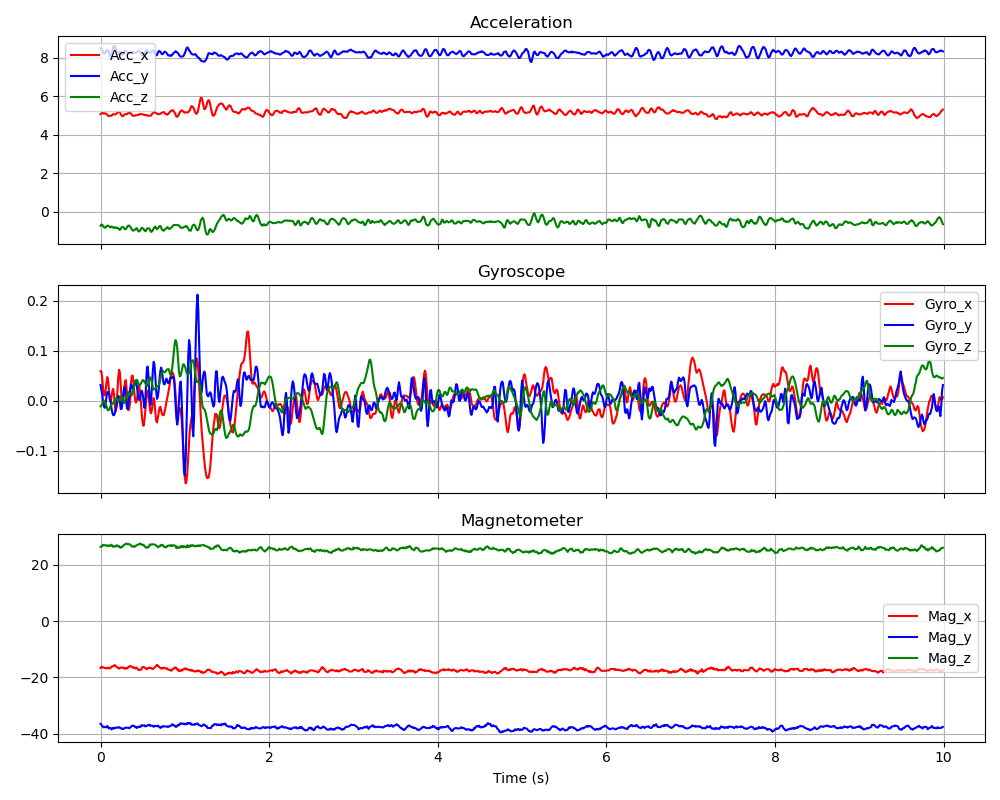 Acceleration
Acc_x
Acc_y
Acc_z
8
6
4
2
0
Gyroscope
Gyro_x
Gyro_y
Gyro_z
0.2
0.1
0.0
−0.1
Magnetometer
Mag_x
Mag_y
Mag_z
20
0
−20
−40
0 2 4 6 8 10
Time (s)